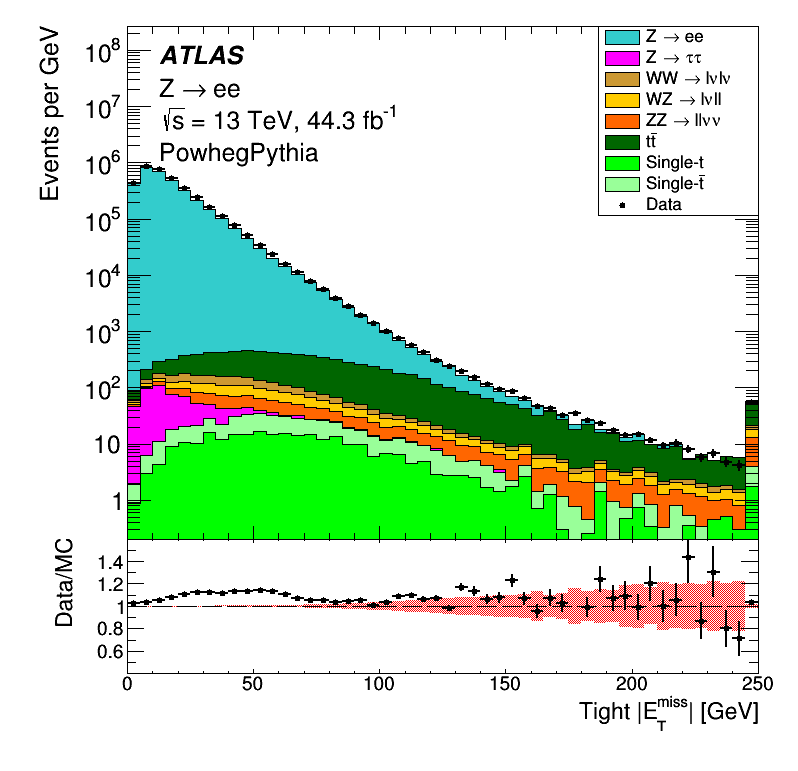 Events per GeV
10⁸
10⁷
10⁶
10⁵
10⁴
10³
10²
10
1
ATLAS
Z → ee
√s = 13 TeV, 44.3 fb⁻¹
PowhegPythia
Z → ee
Z → ττ
WW → lνlν
WZ → lνll
ZZ → llνν
tt̄
Single-t
Single-t̄
Data
Data/MC
1.4
1.2
1
0.8
0.6
0 50 100 150 200 250
Tight |E_T^miss| [GeV]